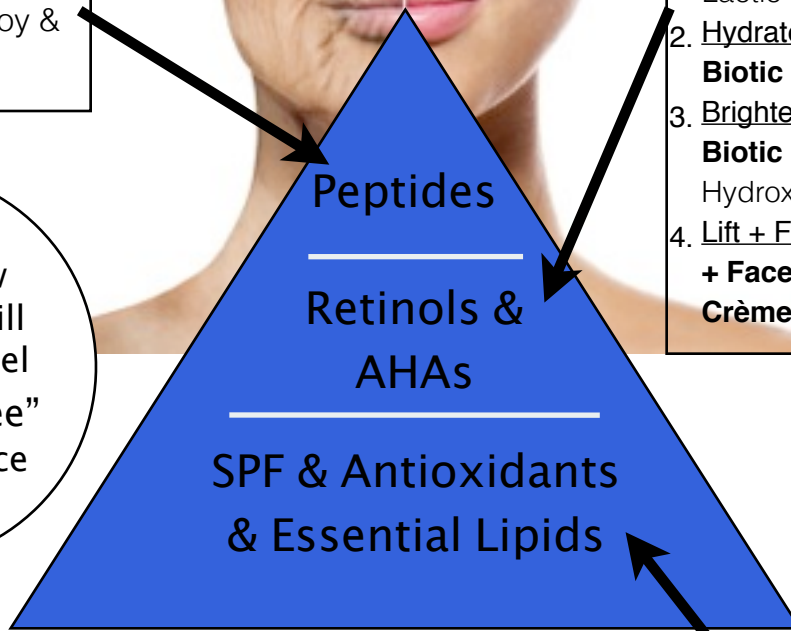 oy &
2. Hydrate
Biotic
3. Brighte
Biotic
Hydrox
4. Lift + F
+ Face
Crème
Peptides
Retinols &
AHAs
SPF & Antioxidants
& Essential Lipids
ill
el
ee”
ce